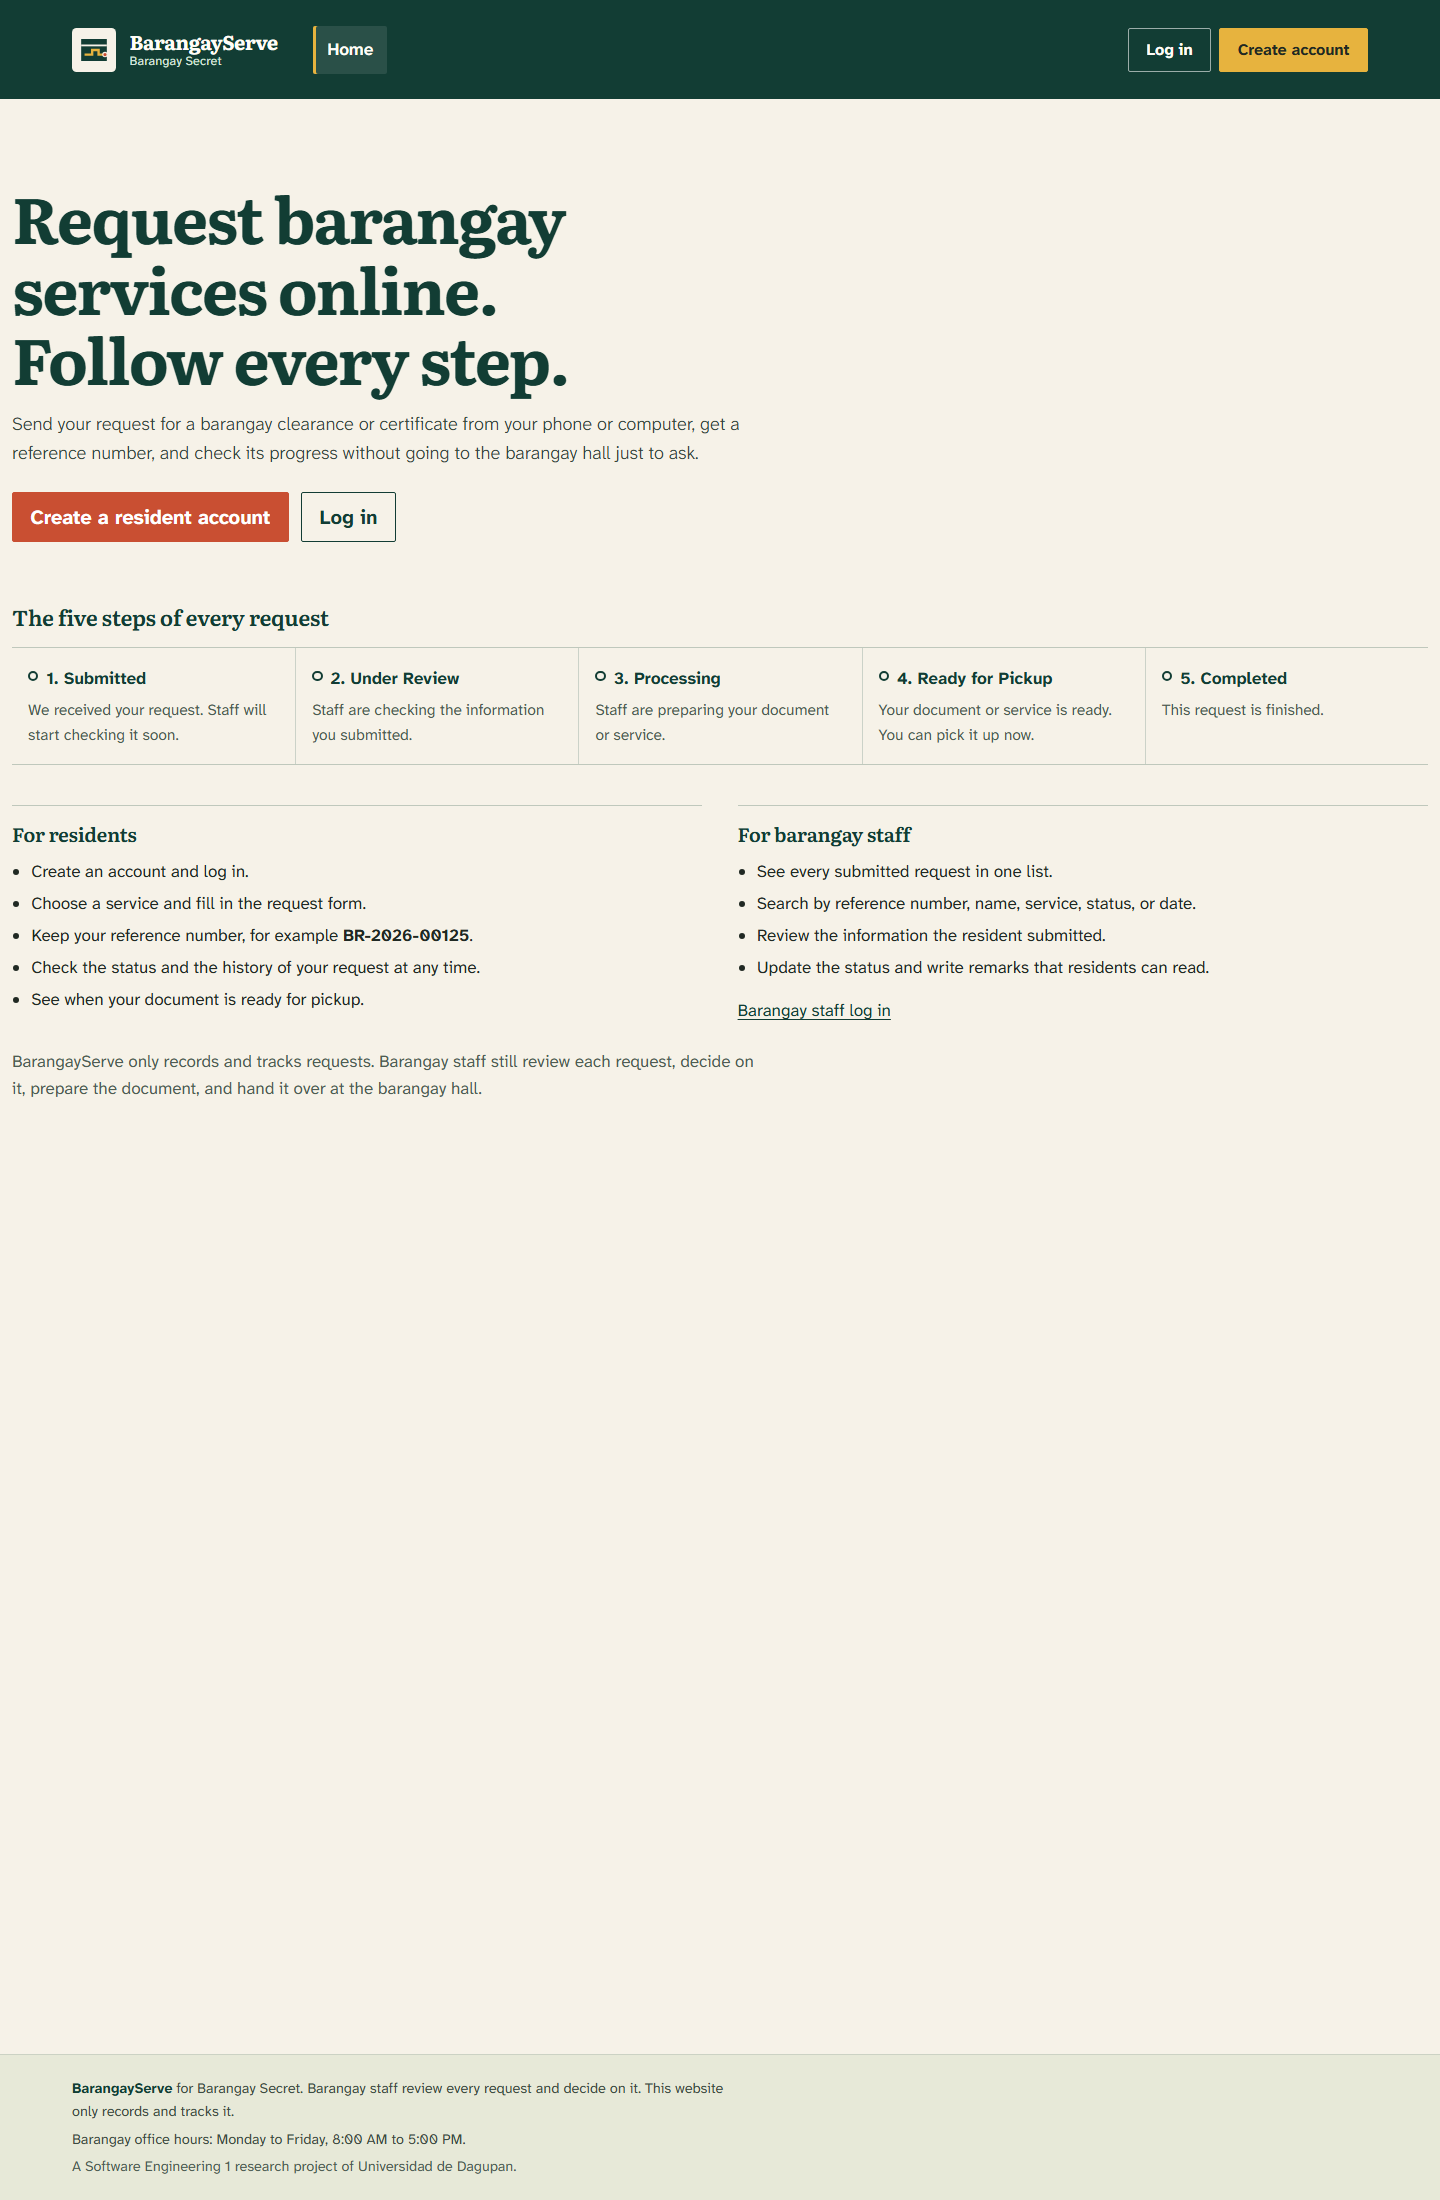 BarangayServe
Barangay Secret
Home
Log in
Create account
Request barangay
services online.
Follow every step.
Send your request for a barangay clearance or certificate from your phone or computer, get a
reference number, and check its progress without going to the barangay hall just to ask.
Create a resident account
Log in
The five steps of every request
1. Submitted
We received your request. Staff will
start checking it soon.
2. Under Review
Staff are checking the information
you submitted.
3. Processing
Staff are preparing your document
or service.
4. Ready for Pickup
Your document or service is ready.
You can pick it up now.
5. Completed
This request is finished.
For residents
Create an account and log in.
Choose a service and fill in the request form.
Keep your reference number, for example BR-2026-00125.
Check the status and the history of your request at any time.
See when your document is ready for pickup.
For barangay staff
See every submitted request in one list.
Search by reference number, name, service, status, or date.
Review the information the resident submitted.
Update the status and write remarks that residents can read.
Barangay staff log in
BarangayServe only records and tracks requests. Barangay staff still review each request, decide on
it, prepare the document, and hand it over at the barangay hall.
BarangayServe for Barangay Secret. Barangay staff review every request and decide on it. This website
only records and tracks it.
Barangay office hours: Monday to Friday, 8:00 AM to 5:00 PM.
A Software Engineering 1 research project of Universidad de Dagupan.